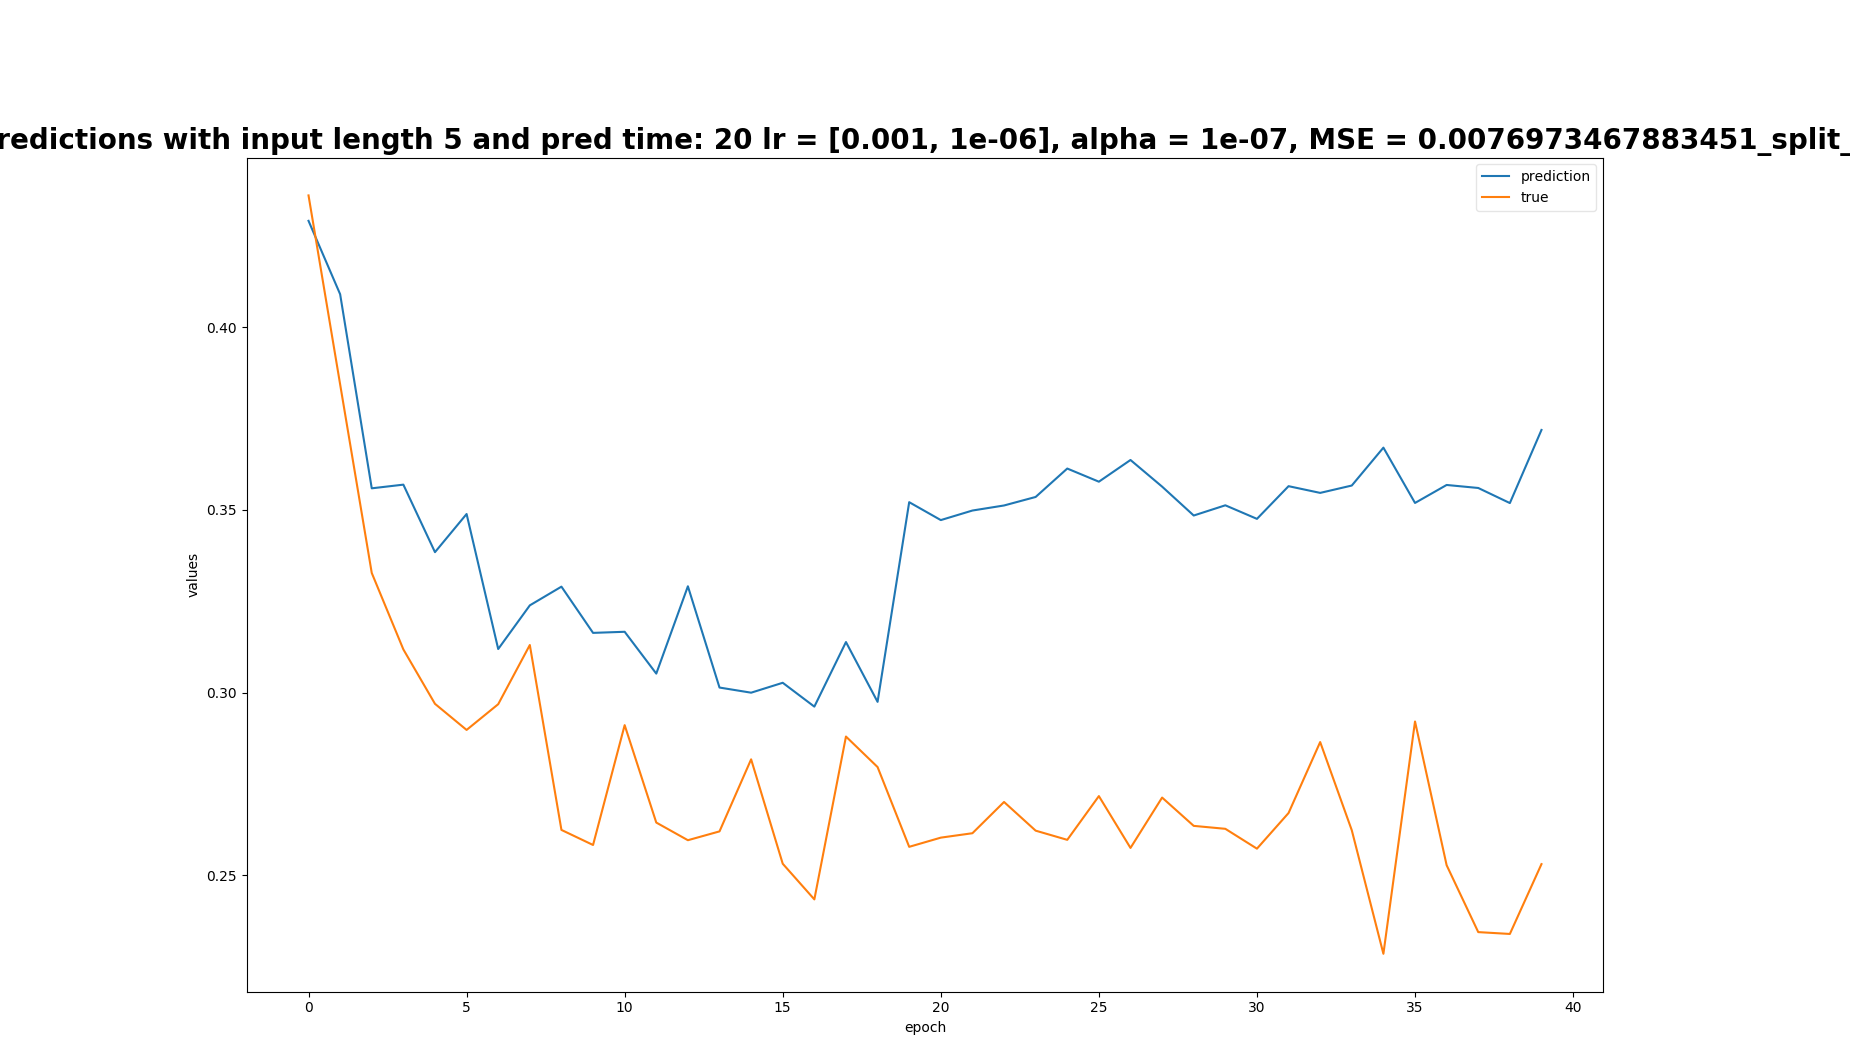 redictions with input length 5 and pred time: 20 lr = [0.001, 1e-06], alpha = 1e-07, MSE = 0.0076973467883451_split_
prediction
true
0.40
0.35
0.30
0.25
values
0 5 10 15 20 25 30 35 40
epoch